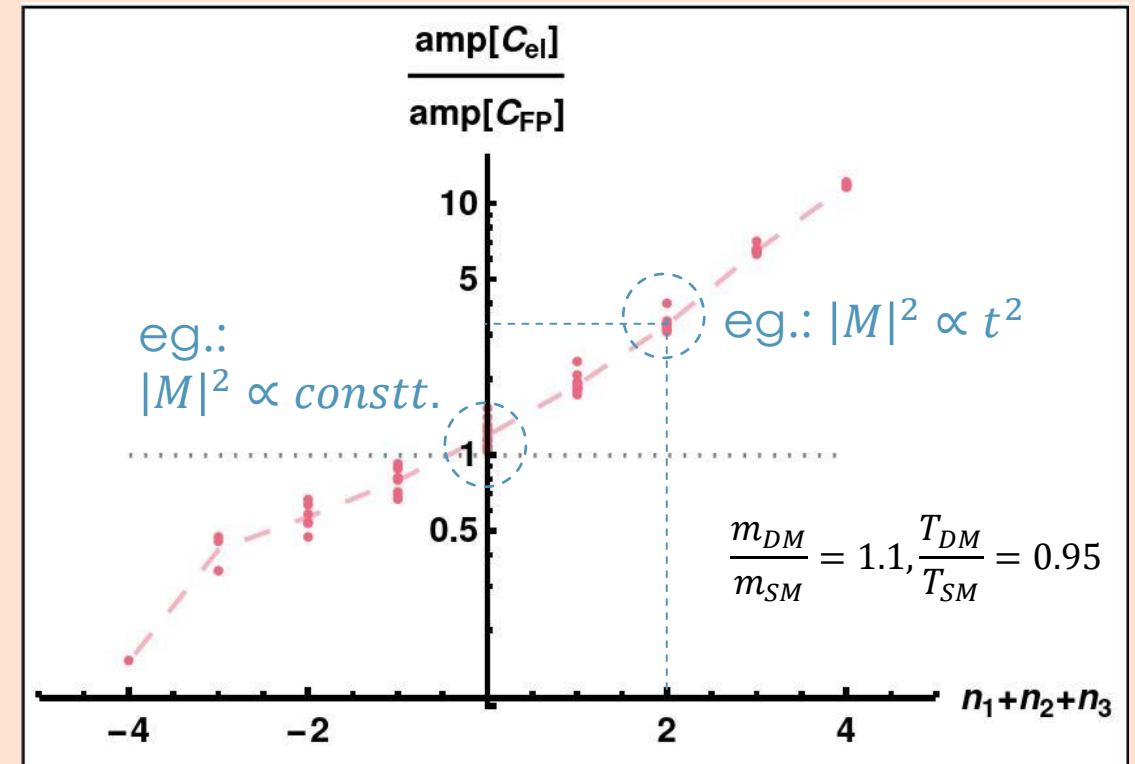 amp[C_el]
amp[C_FP]
10
5
eg.: |M|² ∝ t²
eg.:
|M|² ∝ constt.
1
0.5
m_DM/m_SM = 1.1, T_DM/T_SM = 0.95
n₁+n₂+n₃
−4
−2
2
4